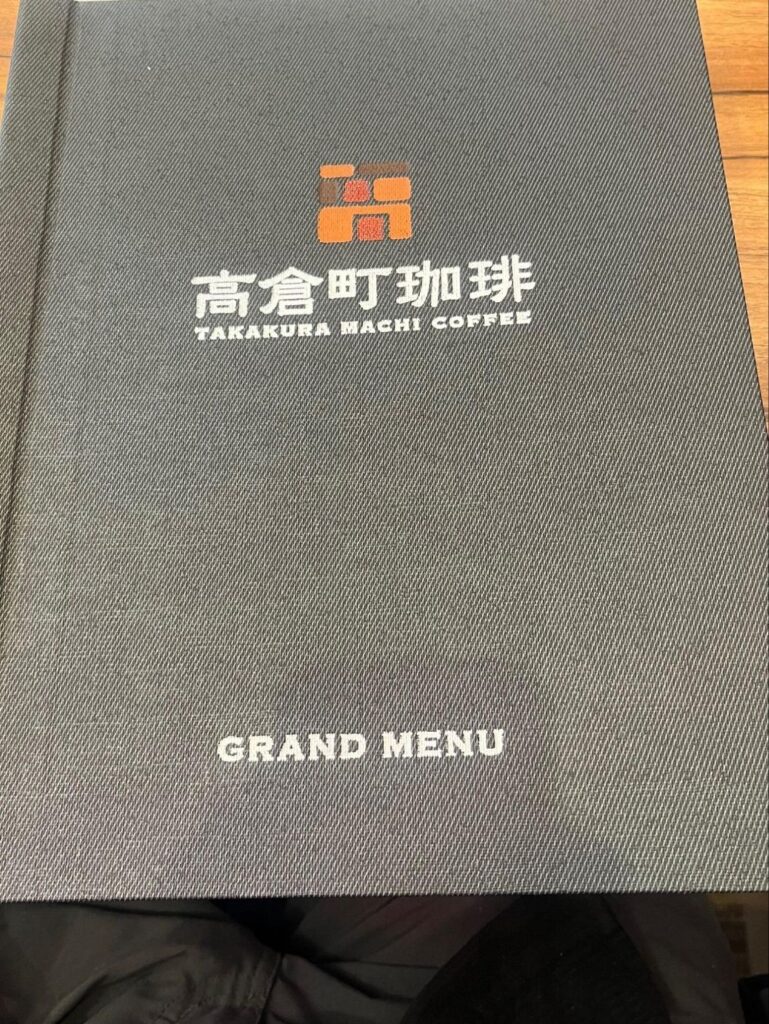 高倉町珈琲
TAKAKURA MACHI COFFEE
GRAND MENU